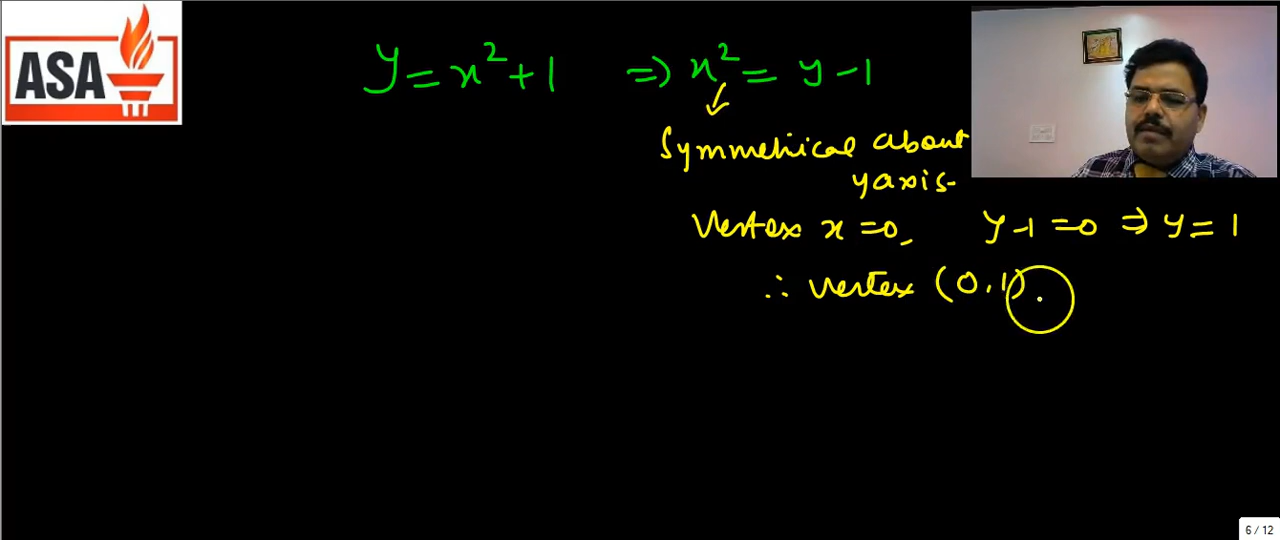 ASA
y = x² + 1 ⇒ x² = y - 1
Symmetrical about
y axis.
Vertex x = 0, y - 1 = 0 ⇒ y = 1
∴ Vertex (0, 1)
6 / 12